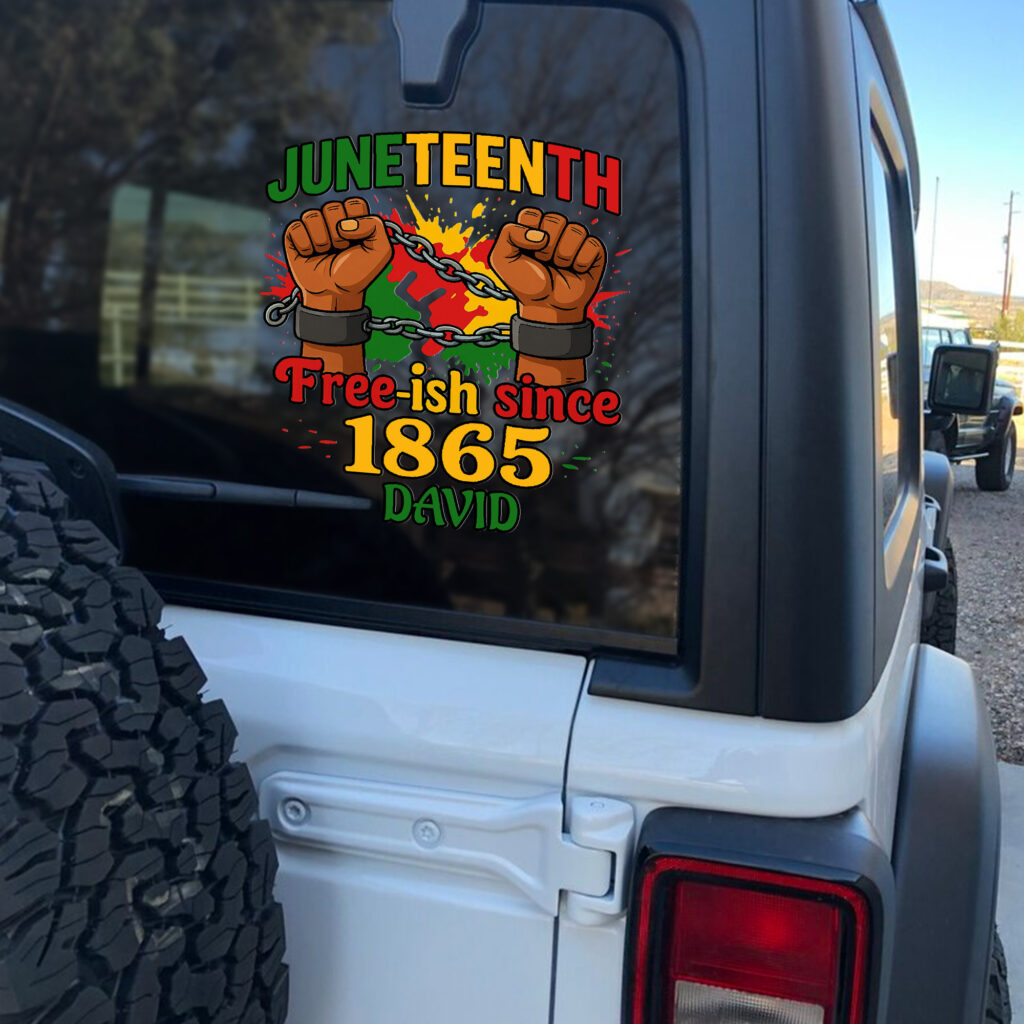 JUNETEENTH
Free-ish since
1865
DAVID